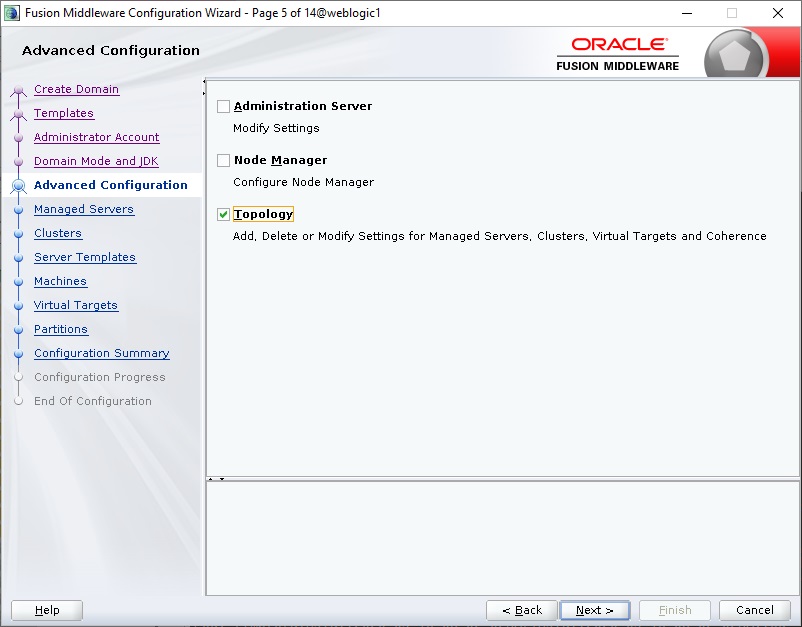 Fusion Middleware Configuration Wizard - Page 5 of 14@weblogic1
Advanced Configuration
ORACLE
FUSION MIDDLEWARE
Create Domain
Templates
Administrator Account
Domain Mode and JDK
Advanced Configuration
Managed Servers
Clusters
Server Templates
Machines
Virtual Targets
Partitions
Configuration Summary
Configuration Progress
End Of Configuration
Administration Server
Modify Settings
Node Manager
Configure Node Manager
Topology
Add, Delete or Modify Settings for Managed Servers, Clusters, Virtual Targets and Coherence
Help
< Back
Next >
Finish
Cancel